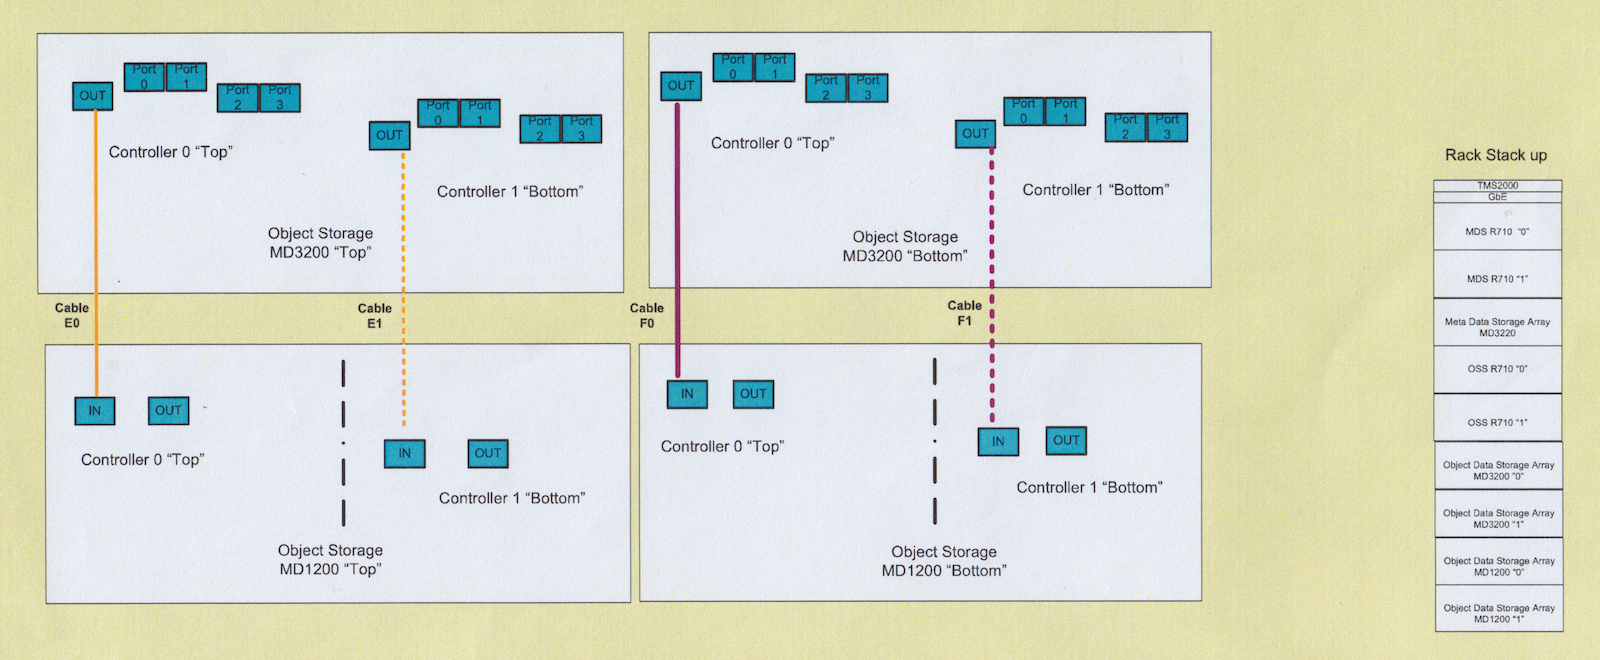 OUT
Port
0
Port
1
Port
2
Port
3
Controller 0 “Top”
OUT
Port
0
Port
1
Port
2
Port
3
Controller 1 “Bottom”
Object Storage
MD3200 “Top”
OUT
Port
0
Port
1
Port
2
Port
3
Controller 0 “Top”
OUT
Port
0
Port
1
Port
2
Port
3
Controller 1 “Bottom”
Object Storage
MD3200 “Bottom”
Cable
E0
Cable
E1
Cable
F0
Cable
F1
IN
OUT
Controller 0 “Top”
IN
OUT
Controller 1 “Bottom”
Object Storage
MD1200 “Top”
IN
OUT
Controller 0 “Top”
IN
OUT
Controller 1 “Bottom”
Object Storage
MD1200 “Bottom”
Rack Stack up
TMS2000
GbE
MDS R710 “0”
MDS R710 “1”
Meta Data Storage Array
MD3220
OSS R710 “0”
OSS R710 “1”
Object Data Storage Array
MD3200 “0”
Object Data Storage Array
MD3200 “1”
Object Data Storage Array
MD1200 “0”
Object Data Storage Array
MD1200 “1”